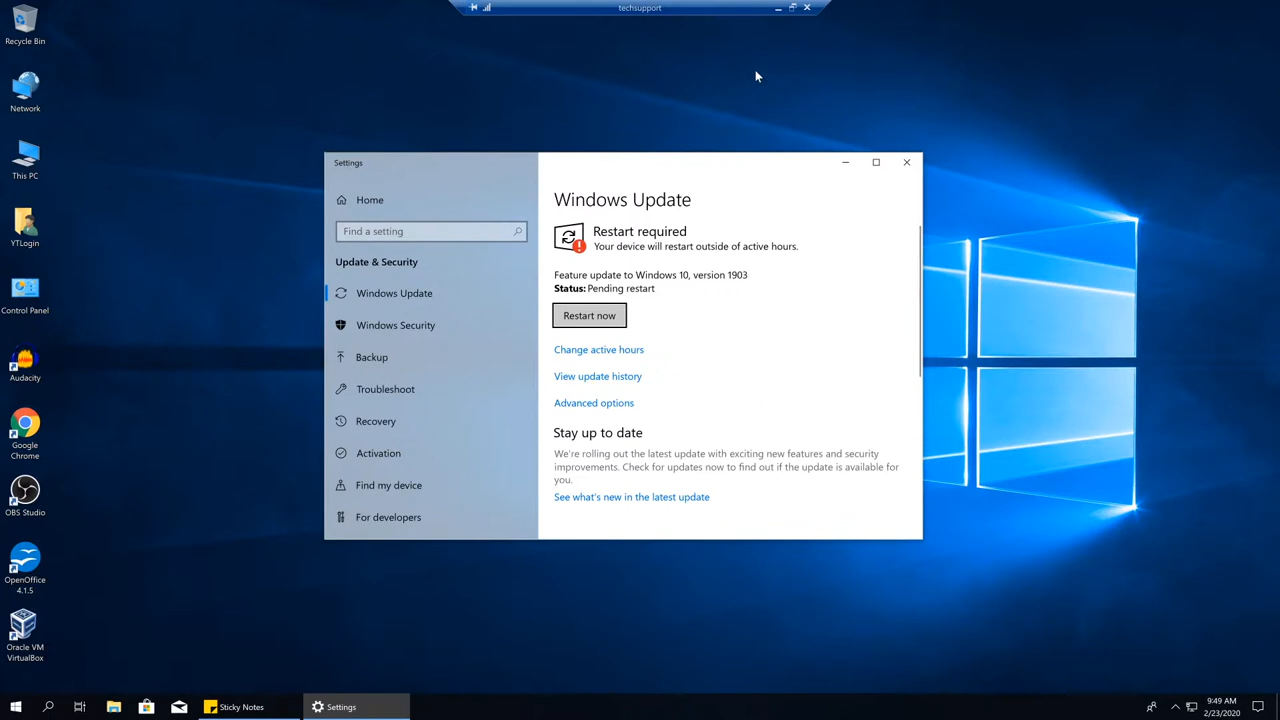 techsupport
Recycle Bin
Network
This PC
YTLogin
Control Panel
Audacity
Google
Chrome
OBS Studio
OpenOffice
4.1.5
Oracle VM
VirtualBox
Settings
Home
Find a setting
Update & Security
Windows Update
Windows Security
Backup
Troubleshoot
Recovery
Activation
Find my device
For developers
Windows Update
Restart required
Your device will restart outside of active hours.
Feature update to Windows 10, version 1903
Status: Pending restart
Restart now
Change active hours
View update history
Advanced options
Stay up to date
We're rolling out the latest update with exciting new features and security
improvements. Check for updates now to find out if the update is available for
you.
See what's new in the latest update
Sticky Notes
Settings
9:49 AM
2/23/2020